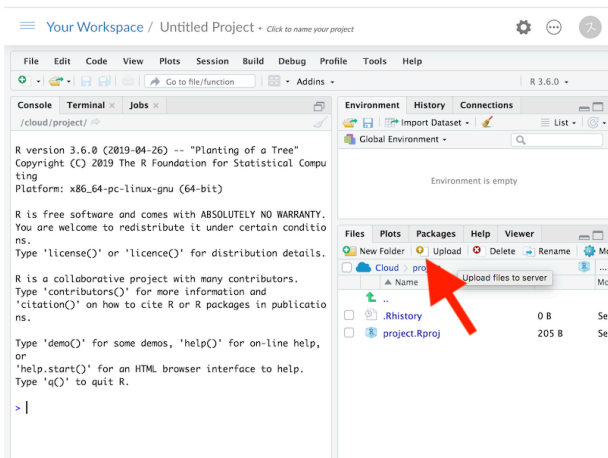 Your Workspace / Untitled Project • Click to name your project
ス
File Edit Code View Plots Session Build Debug Profile Tools Help
Go to file/function Addins R 3.6.0
Console Terminal × Jobs ×
/cloud/project/
R version 3.6.0 (2019-04-26) -- "Planting of a Tree"
Copyright (C) 2019 The R Foundation for Statistical Compu
ting
Platform: x86_64-pc-linux-gnu (64-bit)
R is free software and comes with ABSOLUTELY NO WARRANTY.
You are welcome to redistribute it under certain conditio
ns.
Type 'license()' or 'licence()' for distribution details.
R is a collaborative project with many contributors.
Type 'contributors()' for more information and
'citation()' on how to cite R or R packages in publicatio
ns.
Type 'demo()' for some demos, 'help()' for on-line help,
or
'help.start()' for an HTML browser interface to help.
Type 'q()' to quit R.
>
Environment History Connections
Import Dataset List
Global Environment
Environment is empty
Files Plots Packages Help Viewer
New Folder Upload Delete Rename Mo
Cloud > pro ...
Upload files to server
Name Mo
..
.Rhistory 0 B Se
project.Rproj 205 B Se